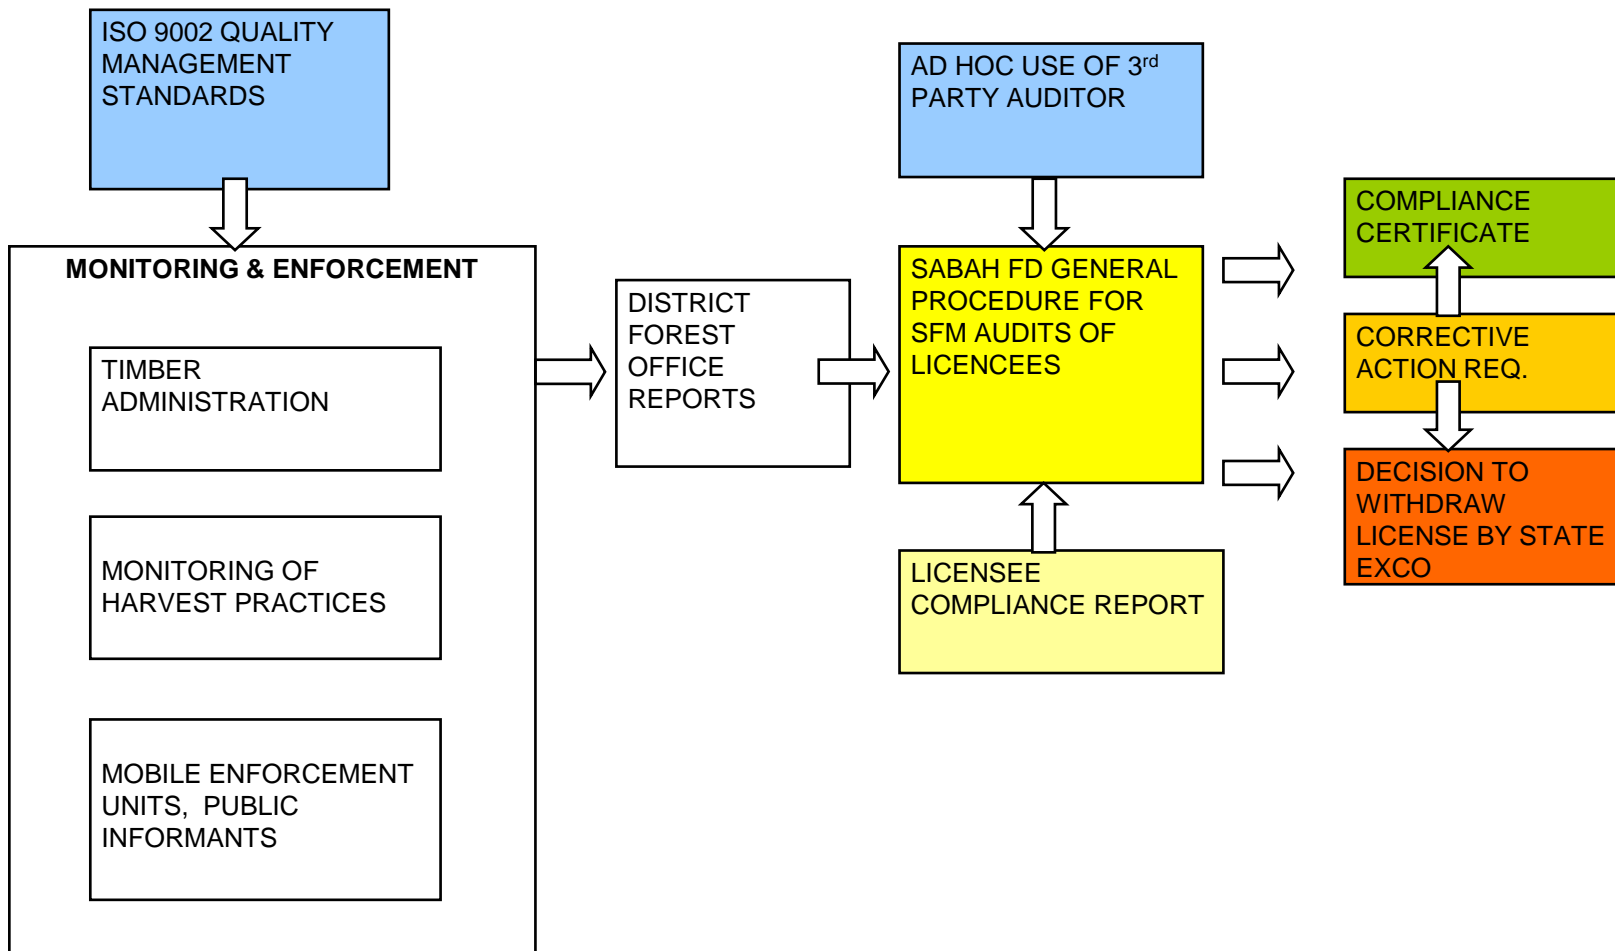 ISO 9002 QUALITY
MANAGEMENT
STANDARDS
AD HOC USE OF 3rd
PARTY AUDITOR
MONITORING & ENFORCEMENT
TIMBER
ADMINISTRATION
MONITORING OF
HARVEST PRACTICES
MOBILE ENFORCEMENT
UNITS, PUBLIC
INFORMANTS
DISTRICT
FOREST
OFFICE
REPORTS
SABAH FD GENERAL
PROCEDURE FOR
SFM AUDITS OF
LICENCEES
LICENSEE
COMPLIANCE REPORT
COMPLIANCE
CERTIFICATE
CORRECTIVE
ACTION REQ.
DECISION TO
WITHDRAW
LICENSE BY STATE
EXCO